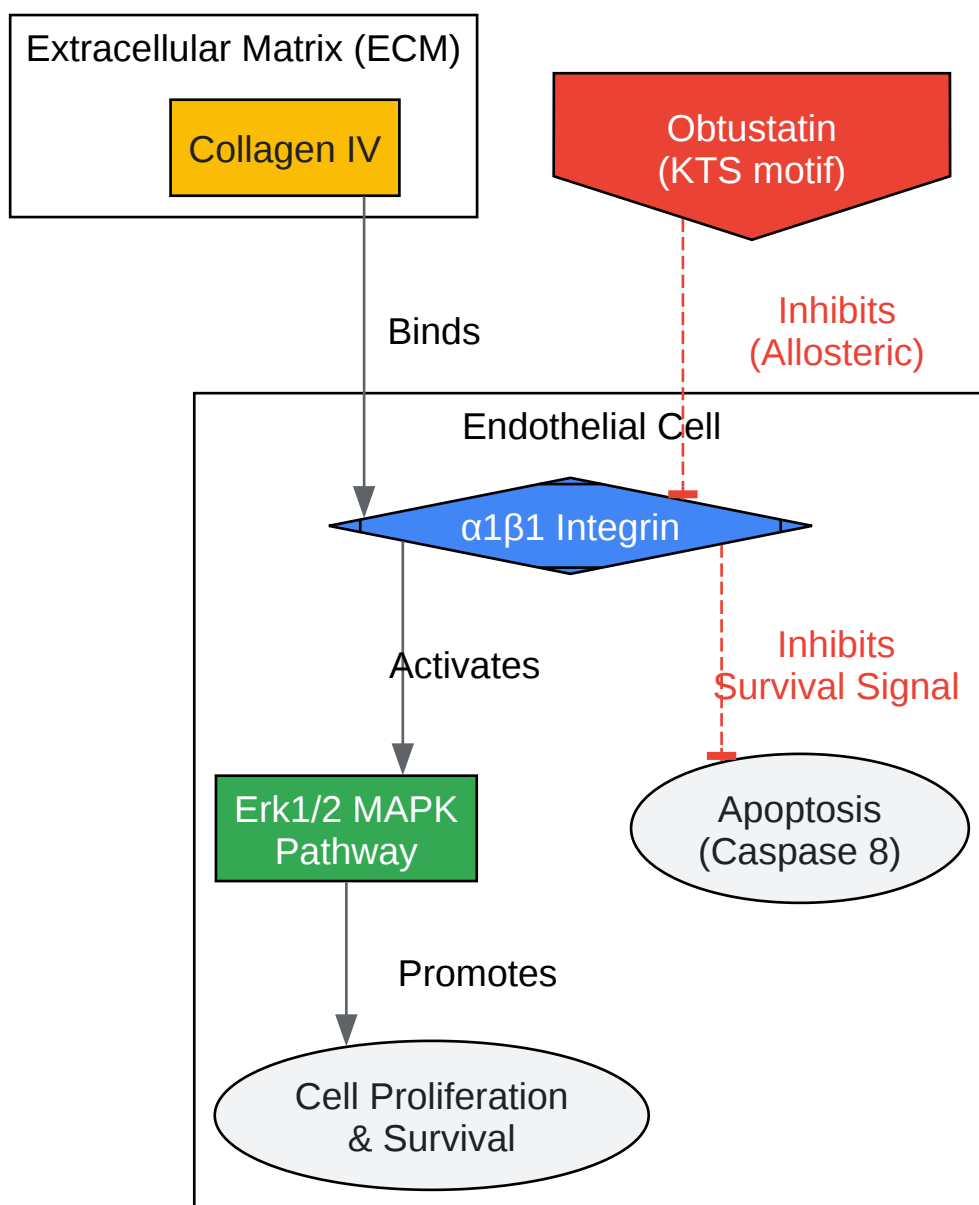 Extracellular Matrix (ECM)
Collagen IV
Obtustatin
(KTS motif)
Binds
Inhibits
(Allosteric)
Endothelial Cell
α1β1 Integrin
Activates
Inhibits
Survival Signal
Erk1/2 MAPK
Pathway
Apoptosis
(Caspase 8)
Promotes
Cell Proliferation
& Survival